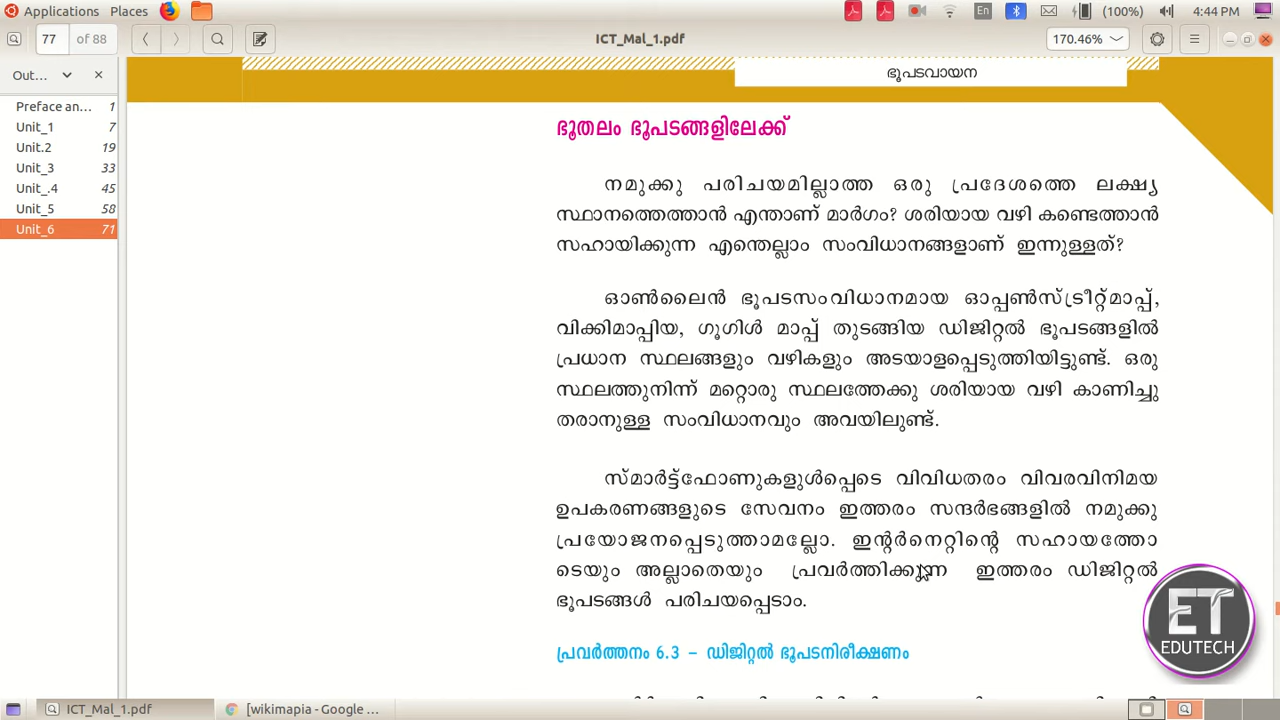 Applications Places En (100%) 4:44 PM
77 of 88 ICT_Mal_1.pdf 170.46%
Out...
Preface an... 1
Unit_1 7
Unit.2 19
Unit_3 33
Unit_.4 45
Unit_5 58
Unit_6 71
ഭൂപടവായന
ഭൂതലം ഭൂപടങ്ങളിലേക്ക്
നമുക്കു പരിചയമില്ലാത്ത ഒരു പ്രദേശത്തെ ലക്ഷ്യ
സ്ഥാനത്തെത്താൻ എന്താണ് മാർഗം? ശരിയായ വഴി കണ്ടെത്താൻ
സഹായിക്കുന്ന എന്തെല്ലാം സംവിധാനങ്ങളാണ് ഇന്നുള്ളത്?
ഓൺലൈൻ ഭൂപടസംവിധാനമായ ഓപ്പൺസ്ട്രീറ്റ്മാപ്പ്,
വിക്കിമാപ്പിയ, ഗൂഗിൾ മാപ്പ് തുടങ്ങിയ ഡിജിറ്റൽ ഭൂപടങ്ങളിൽ
പ്രധാന സ്ഥലങ്ങളും വഴികളും അടയാളപ്പെടുത്തിയിട്ടുണ്ട്. ഒരു
സ്ഥലത്തുനിന്ന് മറ്റൊരു സ്ഥലത്തേക്കു ശരിയായ വഴി കാണിച്ചു
തരാനുള്ള സംവിധാനവും അവയിലുണ്ട്.
സ്മാർട്ട്ഫോണുകളുൾപ്പെടെ വിവിധതരം വിവരവിനിമയ
ഉപകരണങ്ങളുടെ സേവനം ഇത്തരം സന്ദർഭങ്ങളിൽ നമുക്കു
പ്രയോജനപ്പെടുത്താമല്ലോ. ഇന്റർനെറ്റിന്റെ സഹായത്തോ
ടെയും അല്ലാതെയും പ്രവർത്തിക്കുന്ന ഇത്തരം ഡിജിറ്റൽ
ഭൂപടങ്ങൾ പരിചയപ്പെടാം.
പ്രവർത്തനം 6.3 – ഡിജിറ്റൽ ഭൂപടനിരീക്ഷണം
ET
EDUTECH
ICT_Mal_1.pdf [wikimapia - Google ...